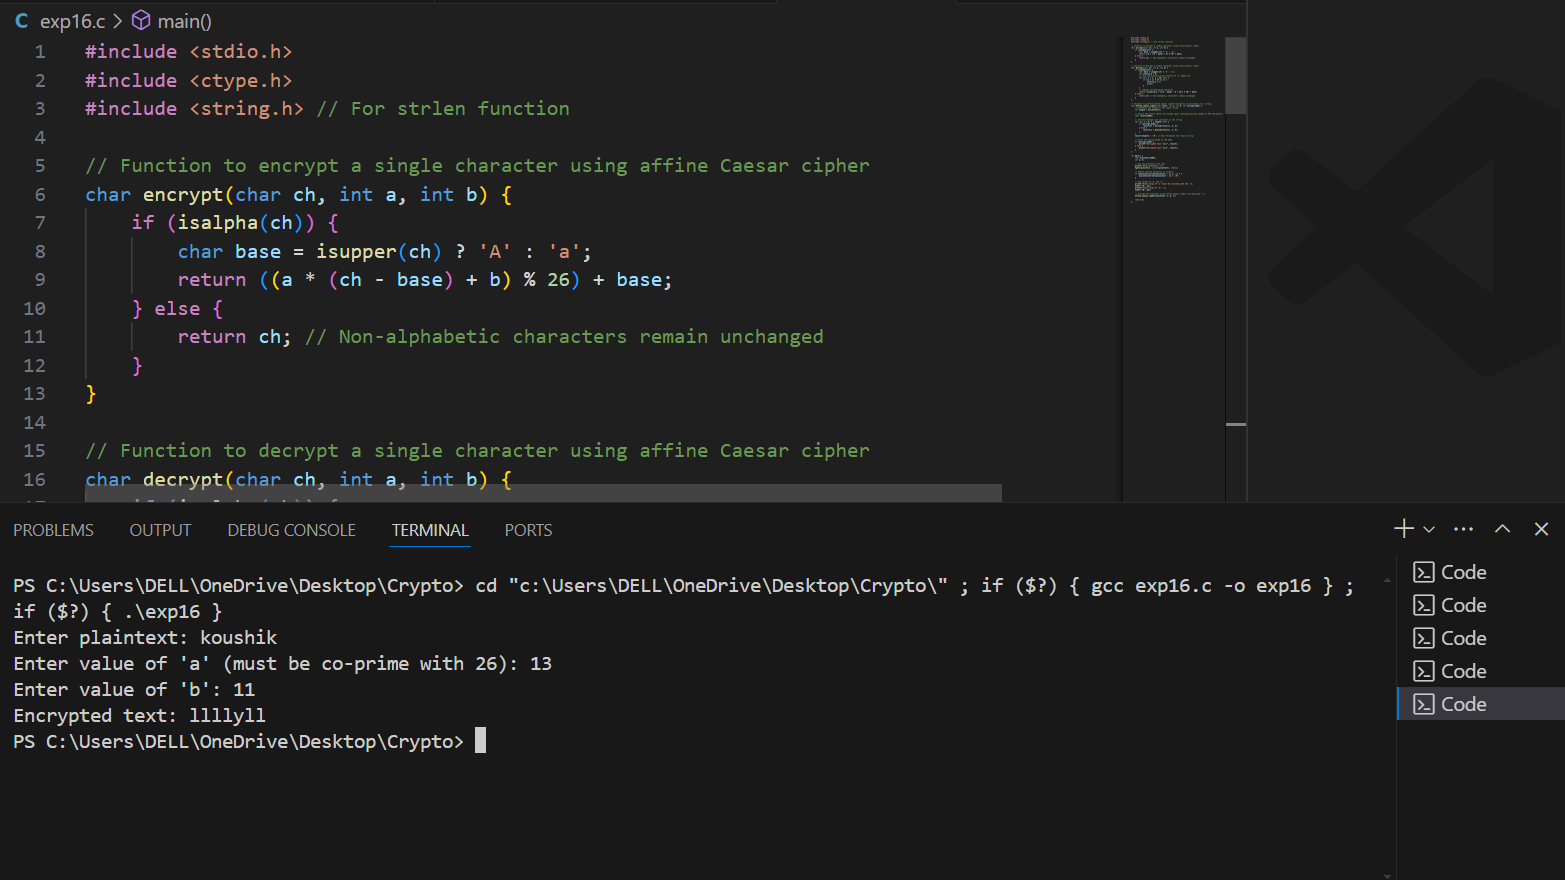 C exp16.c > main()
1 #include <stdio.h>
2 #include <ctype.h>
3 #include <string.h> // For strlen function
4
5 // Function to encrypt a single character using affine Caesar cipher
6 char encrypt(char ch, int a, int b) {
7 if (isalpha(ch)) {
8 char base = isupper(ch) ? 'A' : 'a';
9 return ((a * (ch - base) + b) % 26) + base;
10 } else {
11 return ch; // Non-alphabetic characters remain unchanged
12 }
13 }
14
15 // Function to decrypt a single character using affine Caesar cipher
16 char decrypt(char ch, int a, int b) {
PROBLEMS OUTPUT DEBUG CONSOLE TERMINAL PORTS
PS C:\Users\DELL\OneDrive\Desktop\Crypto> cd "c:\Users\DELL\OneDrive\Desktop\Crypto\" ; if ($?) { gcc exp16.c -o exp16 } ;
if ($?) { .\exp16 }
Enter plaintext: koushik
Enter value of 'a' (must be co-prime with 26): 13
Enter value of 'b': 11
Encrypted text: llllyll
PS C:\Users\DELL\OneDrive\Desktop\Crypto>
Code
Code
Code
Code
Code